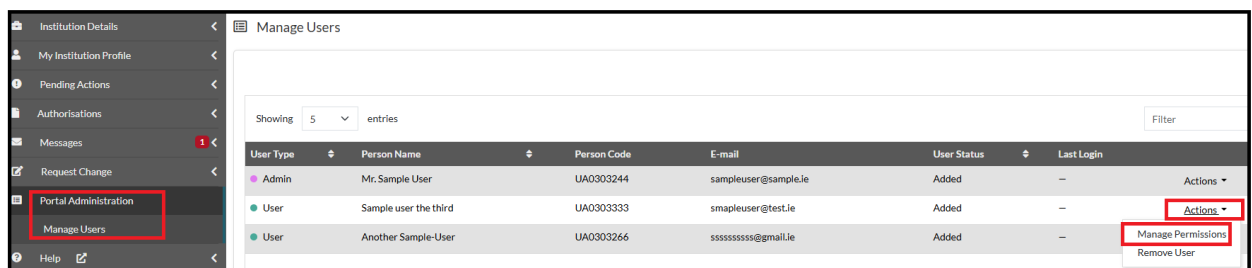 Institution Details
Manage Users
My Institution Profile
Pending Actions
Authorisations
Showing 5 entries
Filter
Messages 1
User Type Person Name Person Code E-mail User Status Last Login
Request Change
Admin Mr. Sample User UA0303244 sampleuser@sample.ie Added — Actions
Portal Administration
User Sample user the third UA0303333 smapleuser@test.ie Added — Actions
Manage Users
User Another Sample-User UA0303266 ssssssssss@gmail.ie Added — Manage Permissions
Help
Remove User